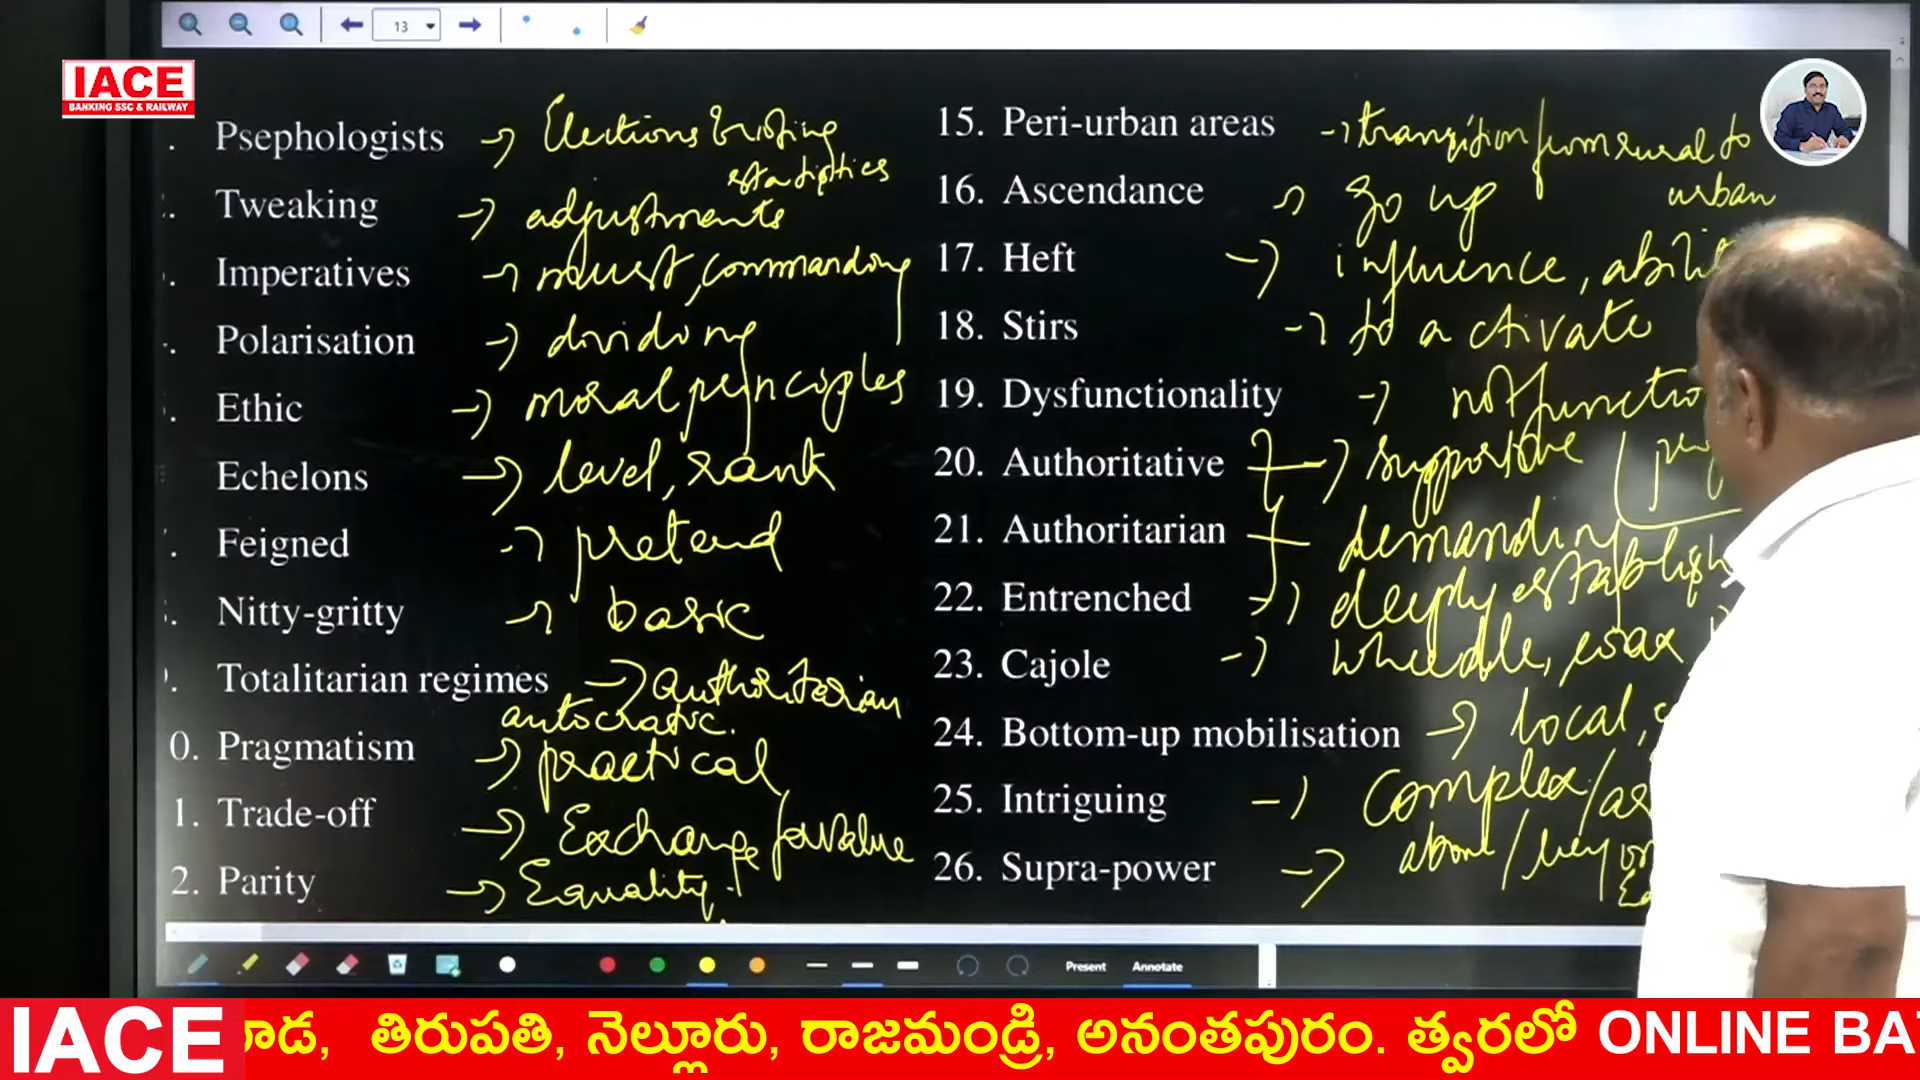 13
IACE
BANKING SSC & RAILWAY
. Psephologists → Elections & voting statistics
. Tweaking → adjustments
. Imperatives → must, commanding
. Polarisation → dividing
. Ethic → moral principles
Echelons → level, rank
. Feigned → pretend
. Nitty-gritty → basic
. Totalitarian regimes → authoritarian autocratic.
0. Pragmatism → practical
1. Trade-off → Exchange for value
2. Parity → Equality.
15. Peri-urban areas → transition from rural to urban
16. Ascendance → go up
17. Heft → influence,
18. Stirs → to activate
19. Dysfunctionality → not
20. Authoritative → supportive
21. Authoritarian
22. Entrenched → deeply
23. Cajole → wheedle, coax
24. Bottom-up mobilisation → local,
25. Intriguing → complex/
26. Supra-power → above/
Present Annotate
IACE
తిరుపతి, నెల్లూరు, రాజమండ్రి, అనంతపురం. త్వరలో ONLINE BA